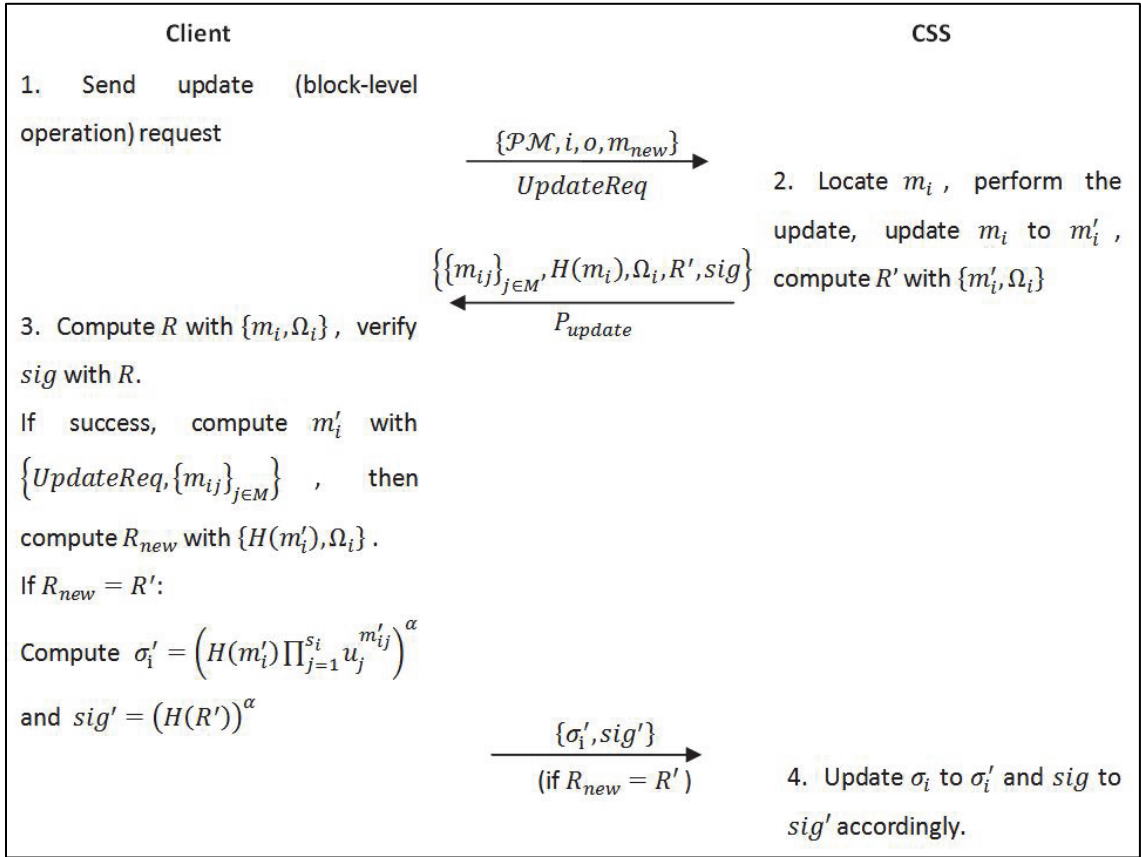 Client
CSS
1. Send update (block-level
operation) request
{𝒫ℳ, i, o, m_new}
UpdateReq
2. Locate m_i , perform the
update, update m_i to m′_i ,
compute R' with {m′_i, Ω_i}
{{m_ij}_{j∈M}, H(m_i), Ω_i, R', sig}
P_update
3. Compute R with {m_i, Ω_i} , verify
sig with R.
If success, compute m′_i with
{UpdateReq, {m_ij}_{j∈M}} , then
compute R_new with {H(m′_i), Ω_i} .
If R_new = R′:
Compute σ′_i = (H(m′_i) ∏_{j=1}^{s_i} u_j^{m′_ij})^α
and sig′ = (H(R′))^α
{σ′_i, sig′}
(if R_new = R′ )
4. Update σ_i to σ′_i and sig to
sig′ accordingly.